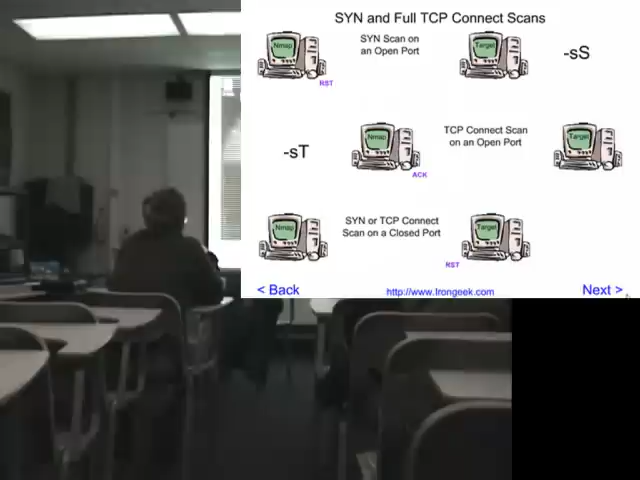 SYN and Full TCP Connect Scans
Nmap
SYN Scan on
an Open Port
Target
-sS
RST
-sT
Nmap
TCP Connect Scan
on an Open Port
Target
ACK
Nmap
SYN or TCP Connect
Scan on a Closed Port
Target
RST
< Back
http://www.Irongeek.com
Next >